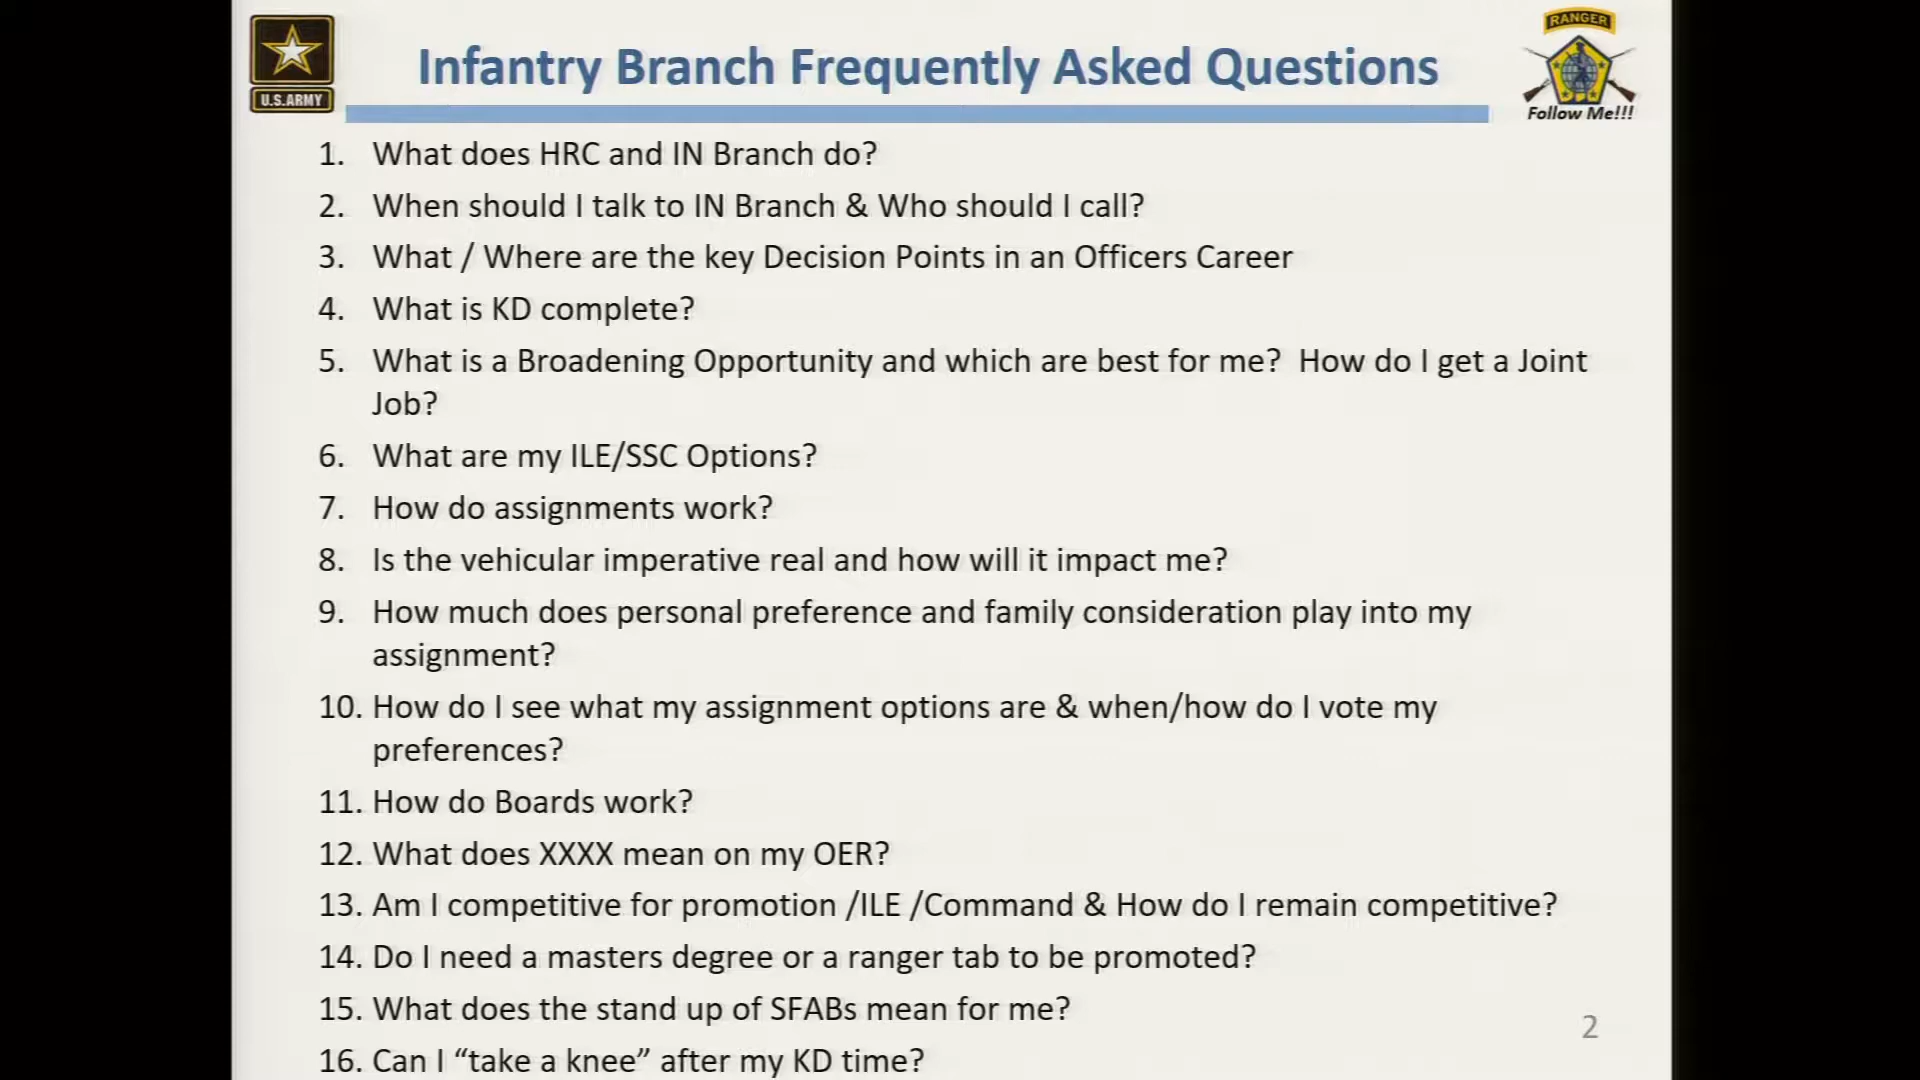 U.S.ARMY
Infantry Branch Frequently Asked Questions
RANGER
Follow Me!!!
1. What does HRC and IN Branch do?
2. When should I talk to IN Branch & Who should I call?
3. What / Where are the key Decision Points in an Officers Career
4. What is KD complete?
5. What is a Broadening Opportunity and which are best for me?  How do I get a Joint
Job?
6. What are my ILE/SSC Options?
7. How do assignments work?
8. Is the vehicular imperative real and how will it impact me?
9. How much does personal preference and family consideration play into my
assignment?
10. How do I see what my assignment options are & when/how do I vote my
preferences?
11. How do Boards work?
12. What does XXXX mean on my OER?
13. Am I competitive for promotion /ILE /Command & How do I remain competitive?
14. Do I need a masters degree or a ranger tab to be promoted?
15. What does the stand up of SFABs mean for me?
16. Can I “take a knee” after my KD time?
2